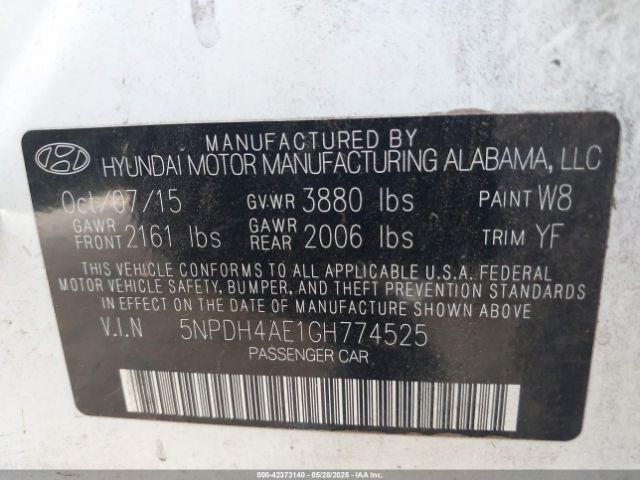 MANUFACTURED BY
HYUNDAI MOTOR MANUFACTURING ALABAMA, LLC
Oct/07/15 GVWR 3880 lbs PAINT W8
GAWR FRONT 2161 lbs GAWR REAR 2006 lbs TRIM YF
THIS VEHICLE CONFORMS TO ALL APPLICABLE U.S.A. FEDERAL
MOTOR VEHICLE SAFETY, BUMPER, AND THEFT PREVENTION STANDARDS
IN EFFECT ON THE DATE OF MANUFACTURE SHOWN ABOVE.
V.I.N 5NPDH4AE1GH774525
PASSENGER CAR
000-42373140 - 05/28/2025 - IAAI.COM